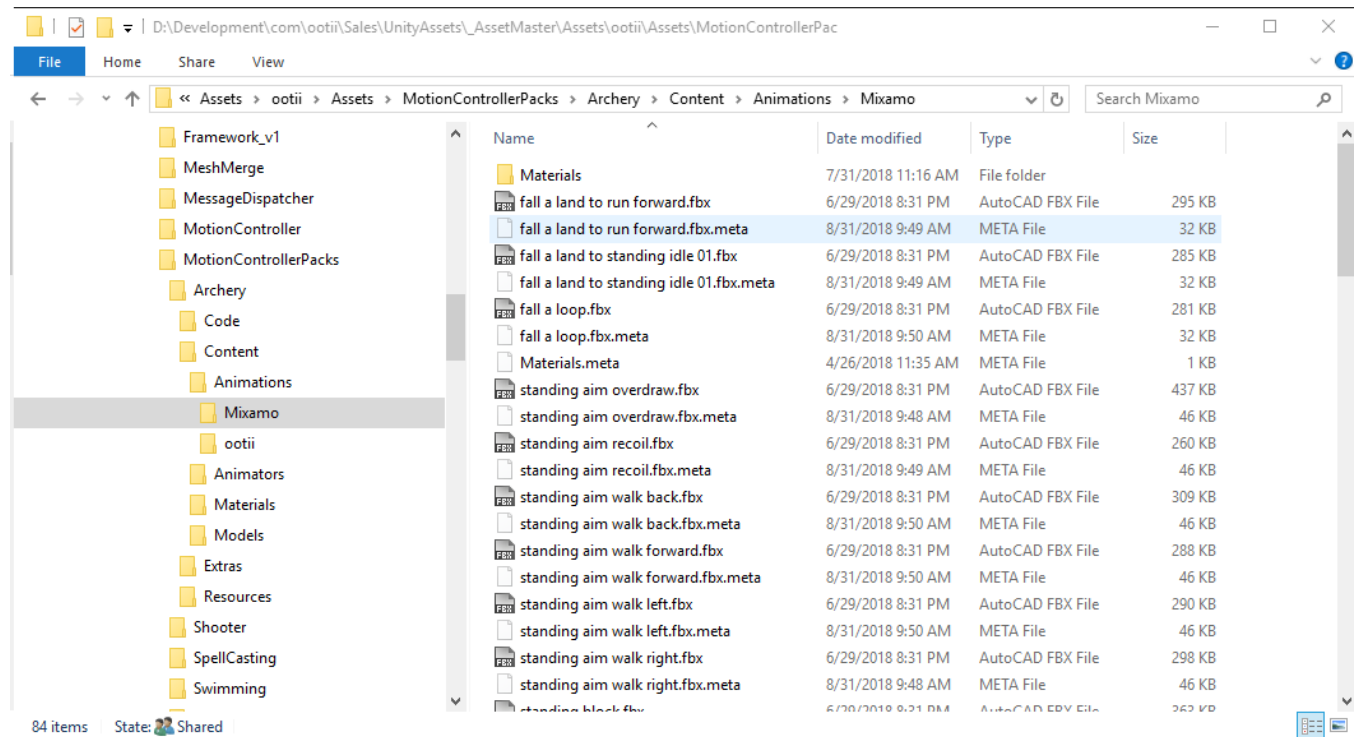 D:\Development\com\ootii\Sales\UnityAssets\_AssetMaster\Assets\ootii\Assets\MotionControllerPac
File Home Share View
« Assets > ootii > Assets > MotionControllerPacks > Archery > Content > Animations > Mixamo Search Mixamo
Framework_v1
MeshMerge
MessageDispatcher
MotionController
MotionControllerPacks
Archery
Code
Content
Animations
Mixamo
ootii
Animators
Materials
Models
Extras
Resources
Shooter
SpellCasting
Swimming
Name Date modified Type Size
Materials 7/31/2018 11:16 AM File folder
fall a land to run forward.fbx 6/29/2018 8:31 PM AutoCAD FBX File 295 KB
fall a land to run forward.fbx.meta 8/31/2018 9:49 AM META File 32 KB
fall a land to standing idle 01.fbx 6/29/2018 8:31 PM AutoCAD FBX File 285 KB
fall a land to standing idle 01.fbx.meta 8/31/2018 9:49 AM META File 32 KB
fall a loop.fbx 6/29/2018 8:31 PM AutoCAD FBX File 281 KB
fall a loop.fbx.meta 8/31/2018 9:50 AM META File 32 KB
Materials.meta 4/26/2018 11:35 AM META File 1 KB
standing aim overdraw.fbx 6/29/2018 8:31 PM AutoCAD FBX File 437 KB
standing aim overdraw.fbx.meta 8/31/2018 9:48 AM META File 46 KB
standing aim recoil.fbx 6/29/2018 8:31 PM AutoCAD FBX File 260 KB
standing aim recoil.fbx.meta 8/31/2018 9:49 AM META File 46 KB
standing aim walk back.fbx 6/29/2018 8:31 PM AutoCAD FBX File 309 KB
standing aim walk back.fbx.meta 8/31/2018 9:50 AM META File 46 KB
standing aim walk forward.fbx 6/29/2018 8:31 PM AutoCAD FBX File 288 KB
standing aim walk forward.fbx.meta 8/31/2018 9:50 AM META File 46 KB
standing aim walk left.fbx 6/29/2018 8:31 PM AutoCAD FBX File 290 KB
standing aim walk left.fbx.meta 8/31/2018 9:50 AM META File 46 KB
standing aim walk right.fbx 6/29/2018 8:31 PM AutoCAD FBX File 298 KB
standing aim walk right.fbx.meta 8/31/2018 9:48 AM META File 46 KB
standing block.fbx 6/29/2018 8:31 PM AutoCAD FBX File
84 items State: Shared